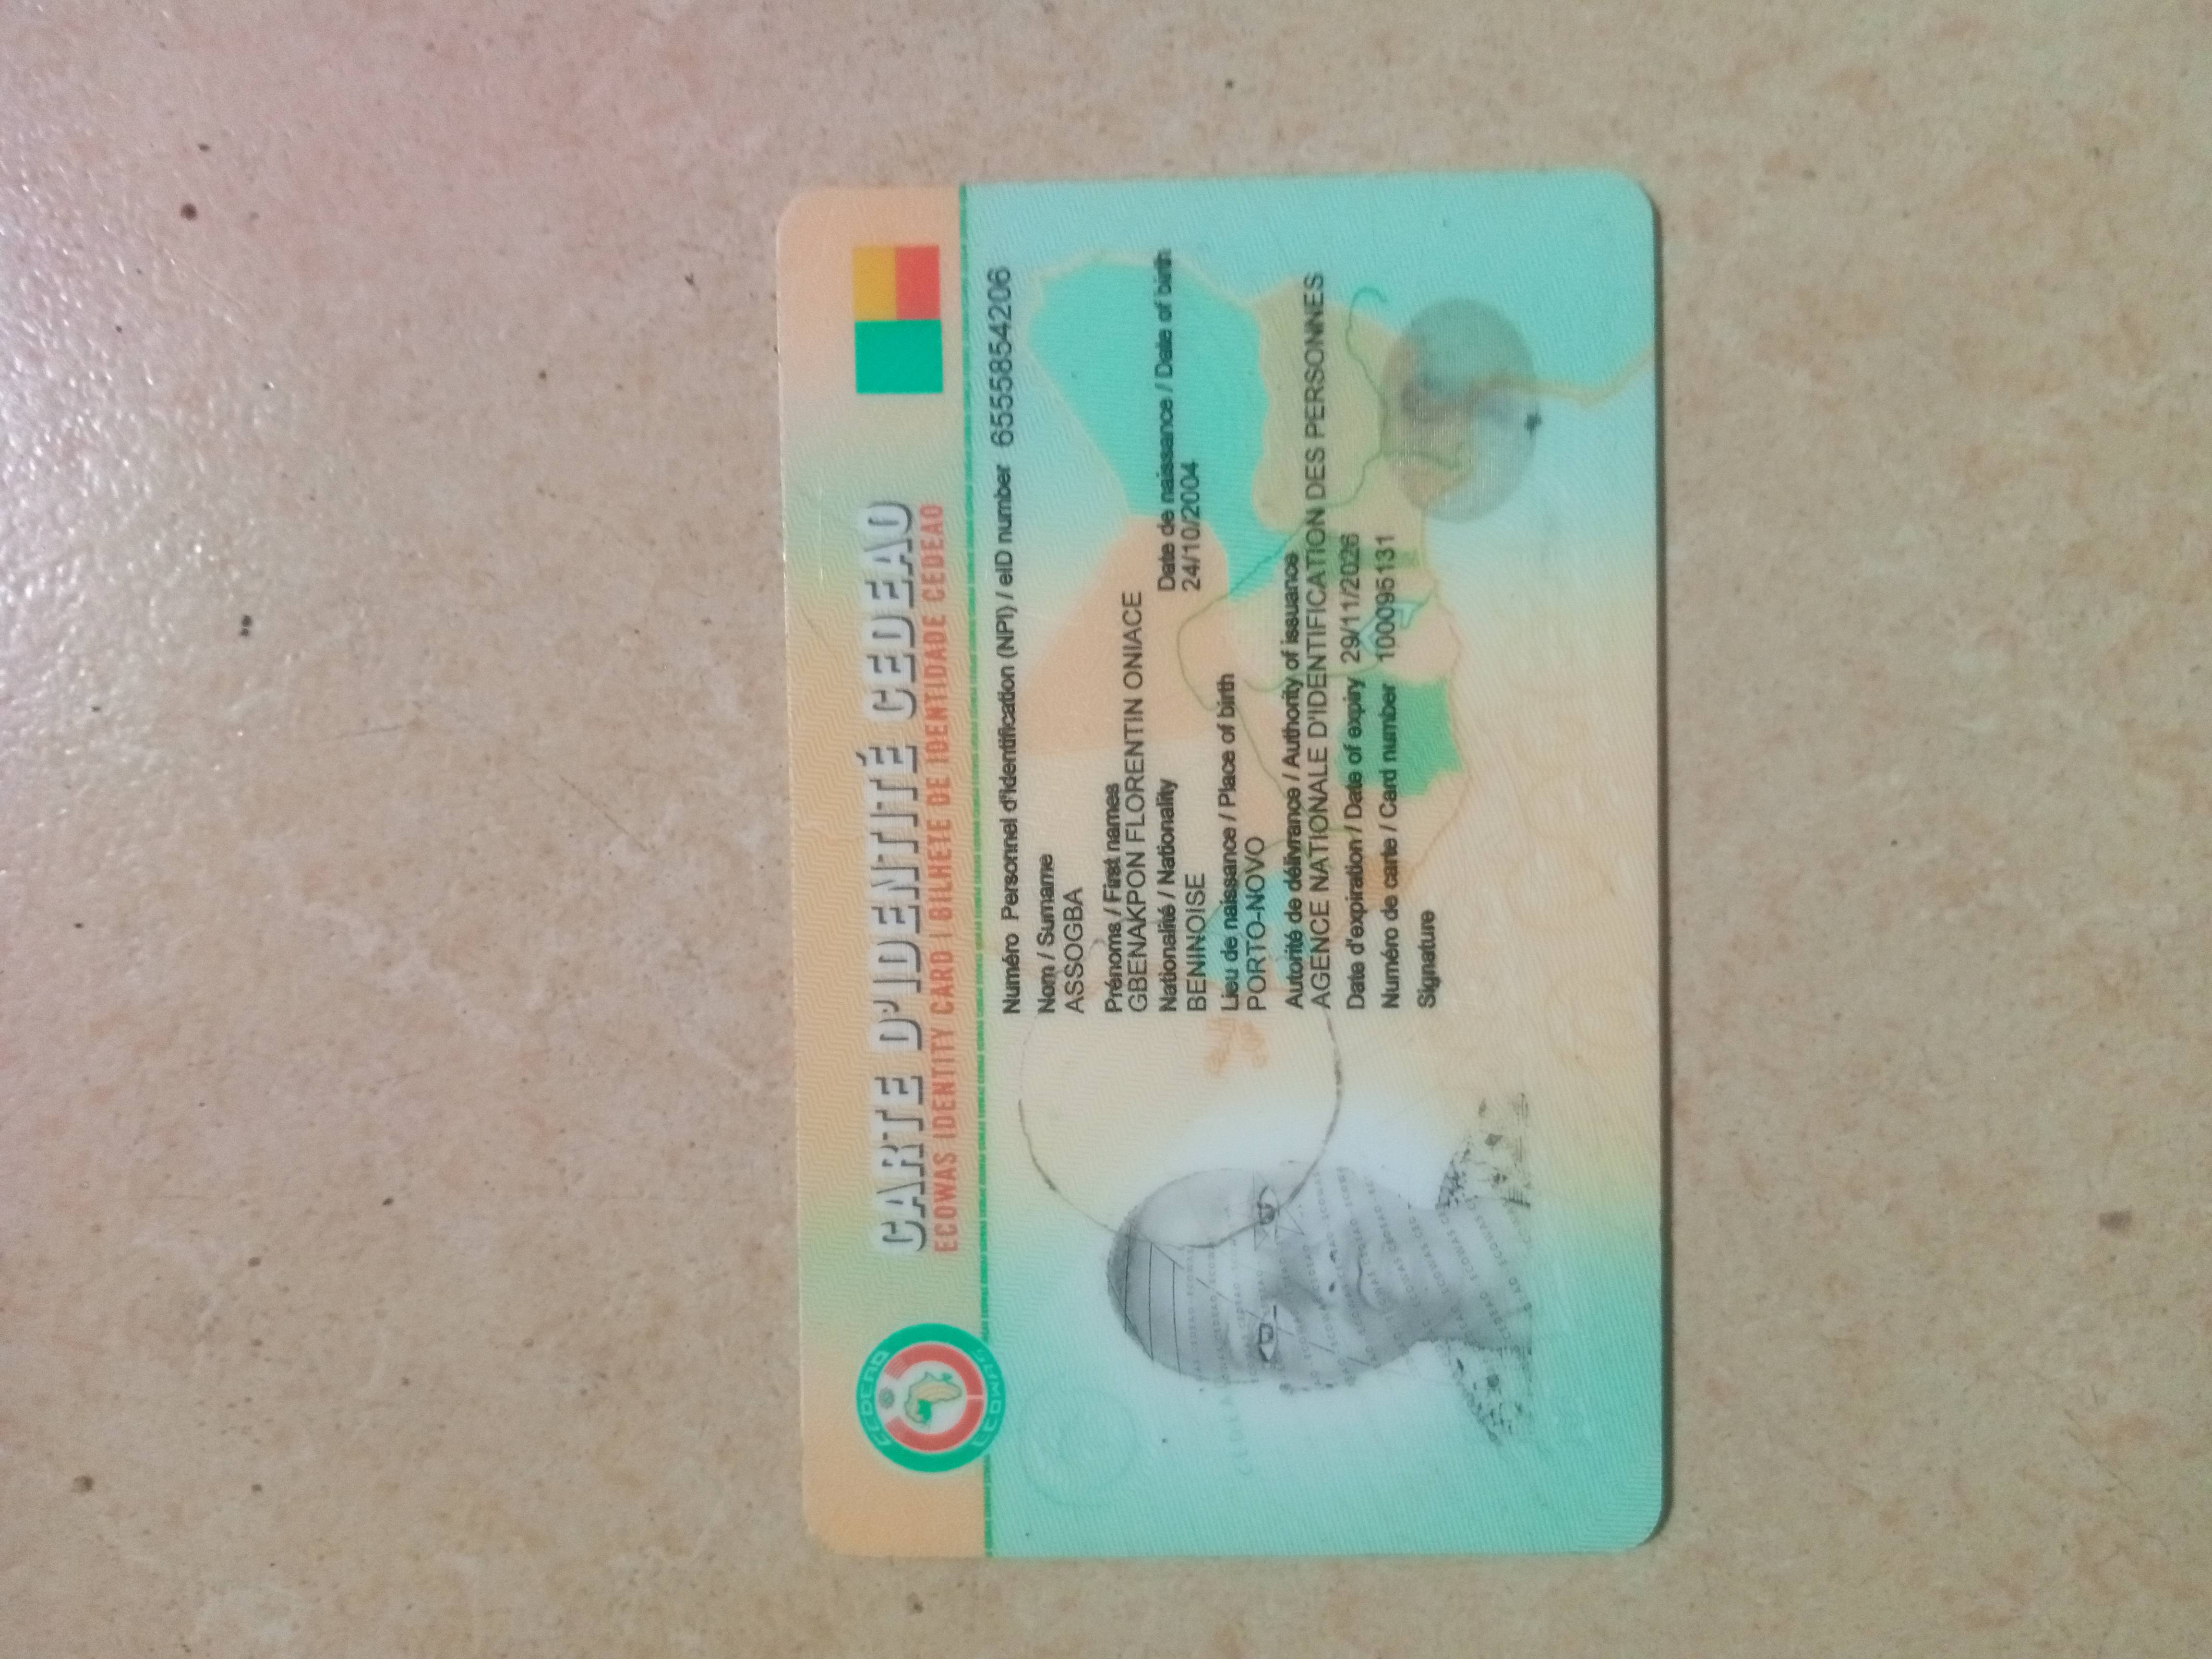 CEDEAO
ECOWAS
CARTE D'IDENTITÉ CEDEAO
ECOWAS IDENTITY CARD | BILHETE DE IDENTIDADE CEDEAO
Numéro Personnel d'identification (NPI) / eID number 6555854206
Nom / Surname
ASSOGBA
Prénoms / First names
GBENAKPON FLORENTIN ONIACE
Nationalité / Nationality Date de naissance / Date of birth
BENINOISE 24/10/2004
Lieu de naissance / Place of birth
PORTO-NOVO
Autorité de délivrance / Authority of issuance
AGENCE NATIONALE D'IDENTIFICATION DES PERSONNES
Date d'expiration / Date of expiry 29/11/2026
Numéro de carte / Card number 100095131
Signature